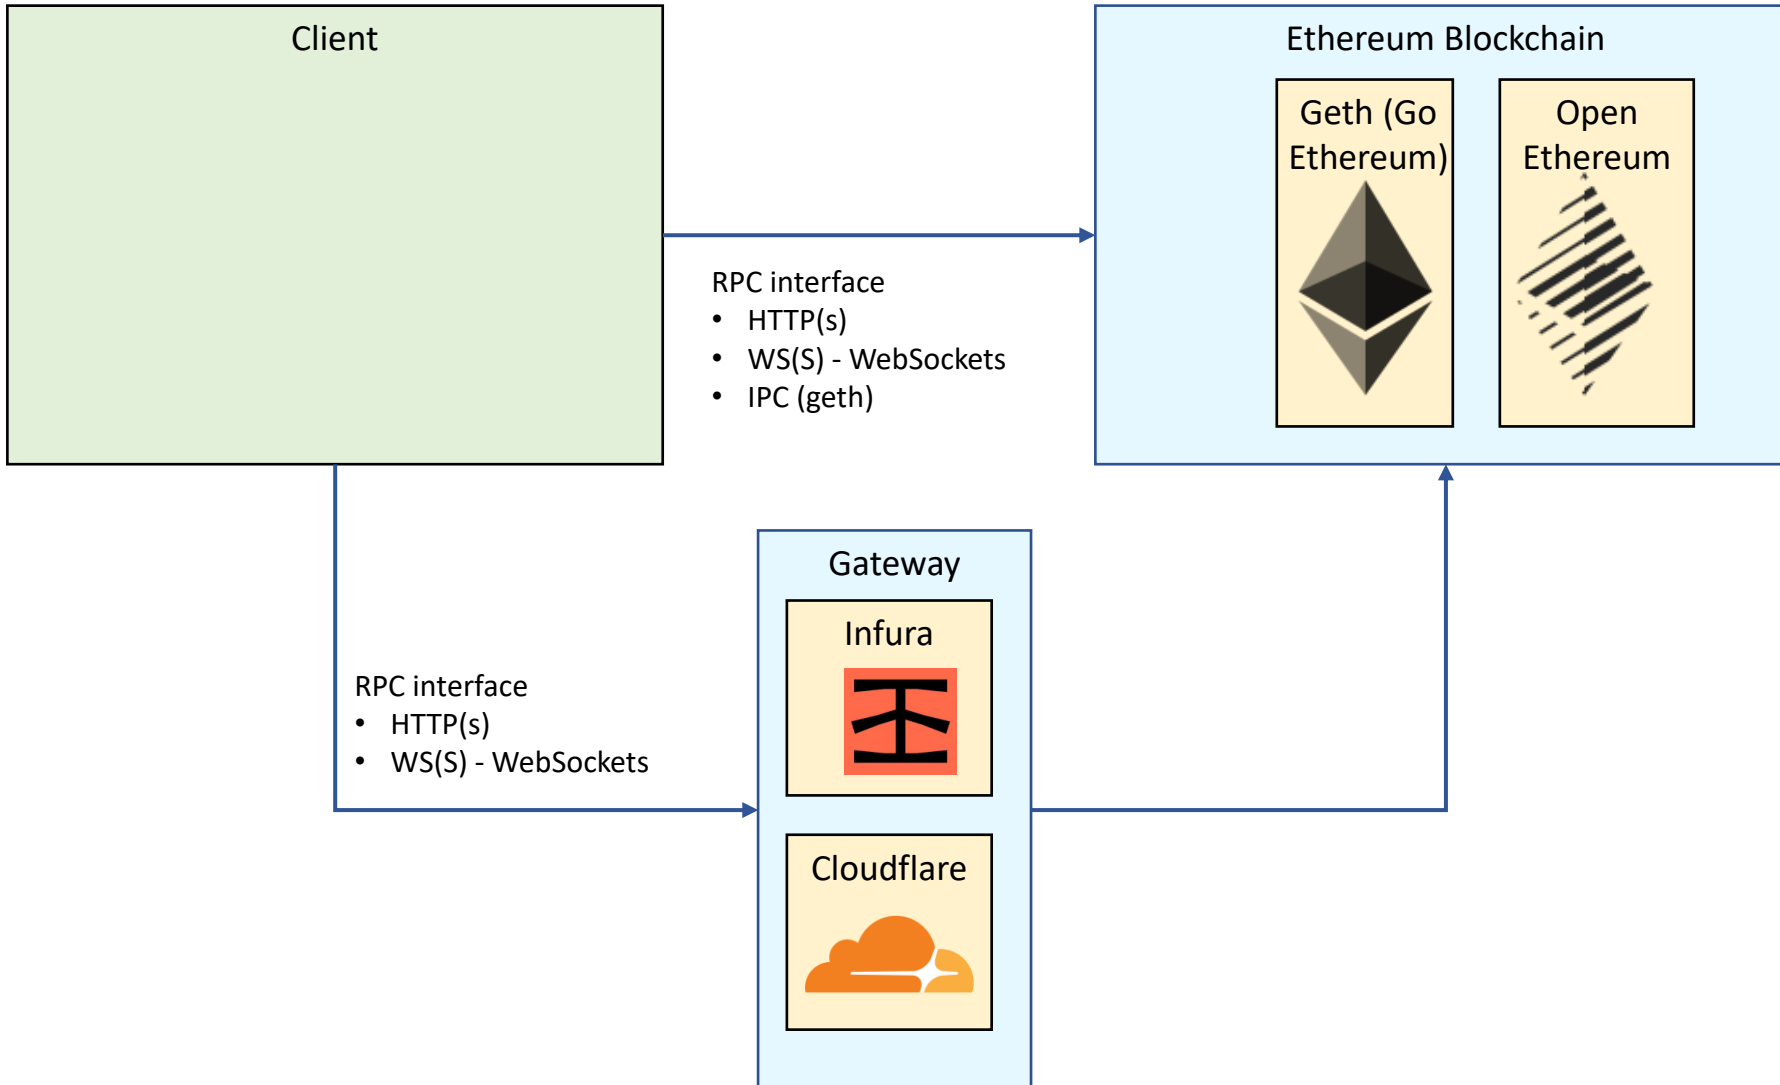 Client
Ethereum Blockchain
Geth (Go
Ethereum)
Open
Ethereum
RPC interface
• HTTP(s)
• WS(S) - WebSockets
• IPC (geth)
Gateway
Infura
RPC interface
• HTTP(s)
• WS(S) - WebSockets
Cloudflare